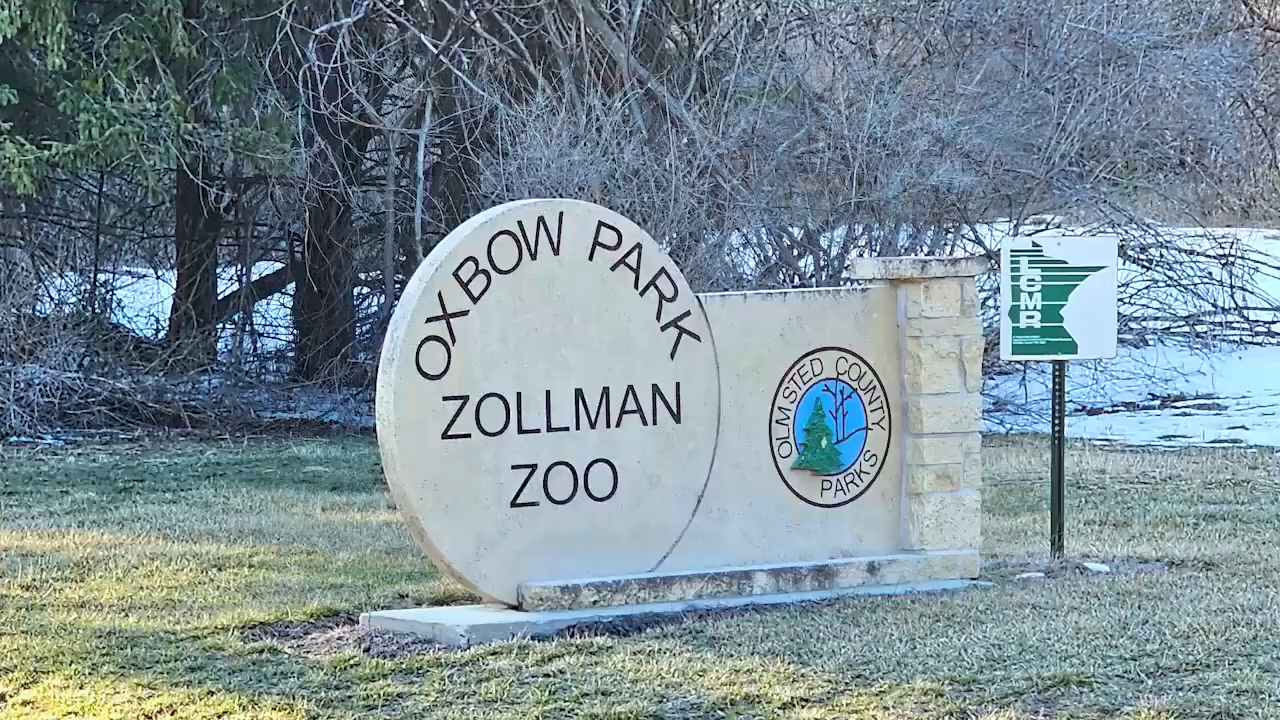 OXBOW PARK
ZOLLMAN
ZOO
OLMSTED COUNTY
PARKS
LCMR